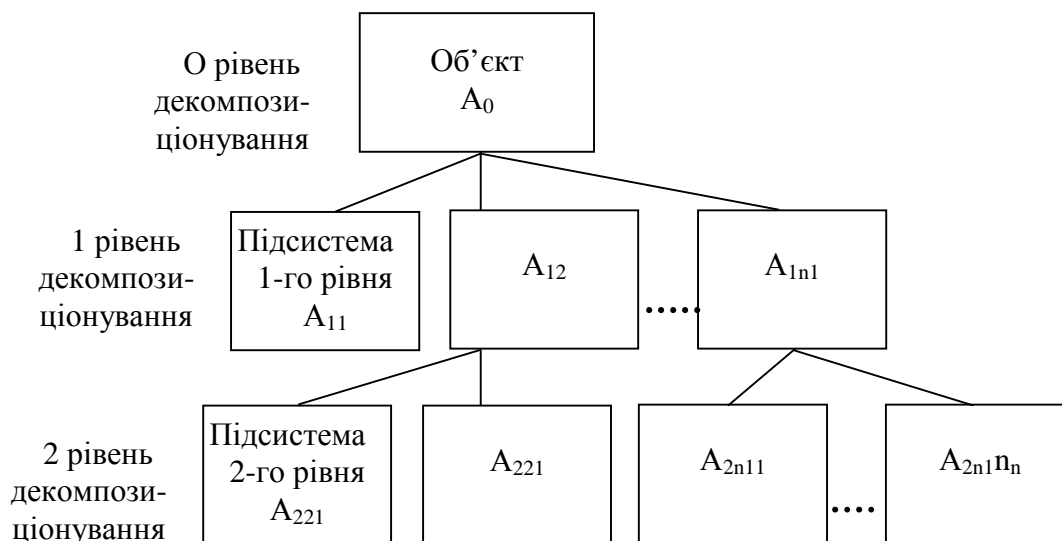 О рівень
декомпози-
ціонування
Об’єкт
A₀
1 рівень
декомпози-
ціонування
Підсистема
1-го рівня
A₁₁
A₁₂
.....
A₁ₙ₁
2 рівень
декомпози-
ціонування
Підсистема
2-го рівня
A₂₂₁
A₂₂₁
A₂ₙ₁₁
....
A₂ₙ₁nₙ